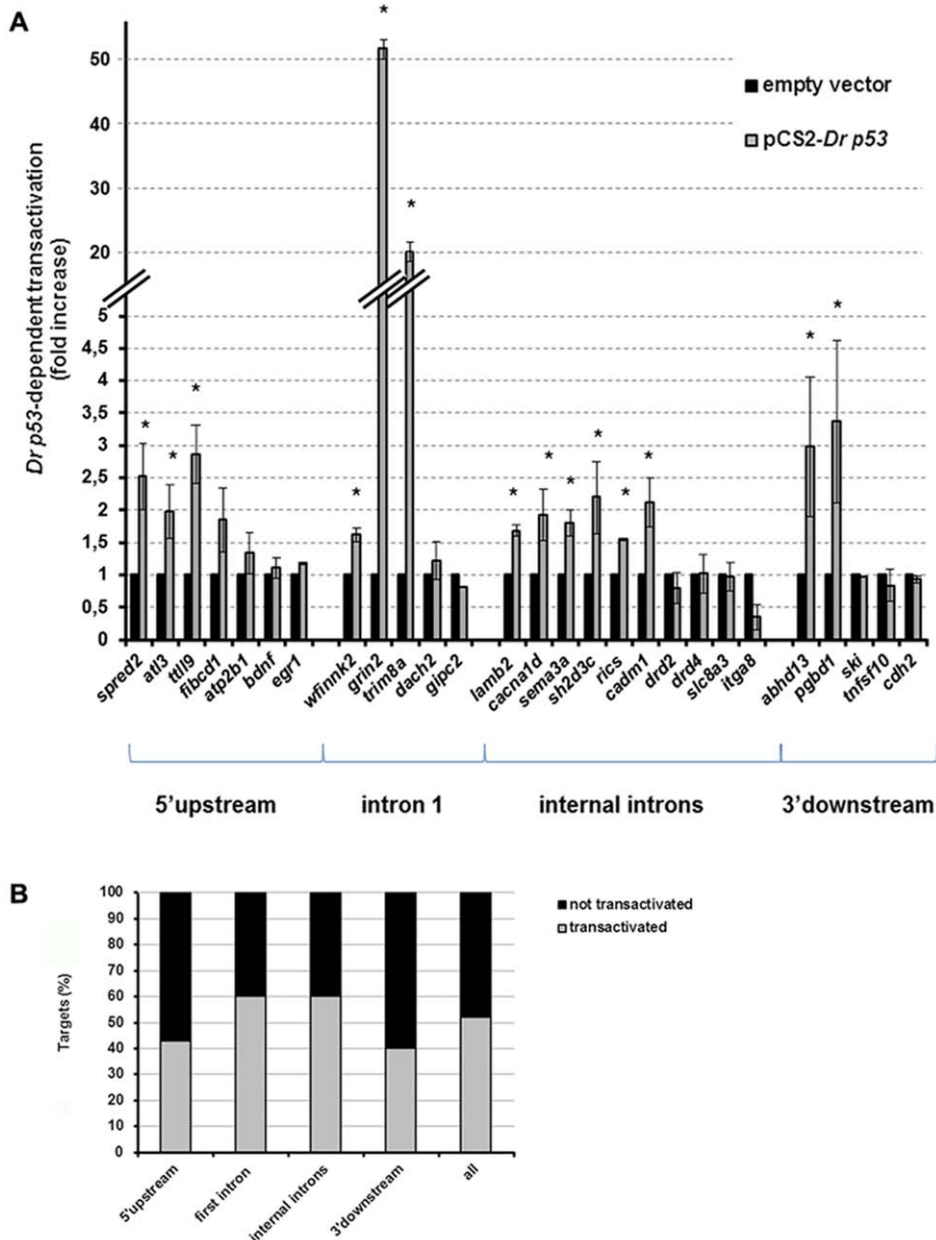 A
Dr p53-dependent transactivation
(fold increase)
50
40
30
20
5
4,5
4
3,5
3
2,5
2
1,5
1
0,5
0
empty vector
pCS2-Dr p53
* * * * * * * * * * * * * *
spred2
atl3
ttll9
fibcd1
atp2b1
bdnf
egr1
wfinnk2
grin2
trim8a
dach2
gipc2
lamb2
cacna1d
sema3a
sh2d3c
rics
cadm1
drd2
drd4
slc8a3
itga8
abhd13
pgbd1
ski
tnfsf10
cdh2
5'upstream
intron 1
internal introns
3'downstream
B
Targets (%)
100
90
80
70
60
50
40
30
20
10
0
not transactivated
transactivated
5'upstream
first intron
internal introns
3'downstream
all